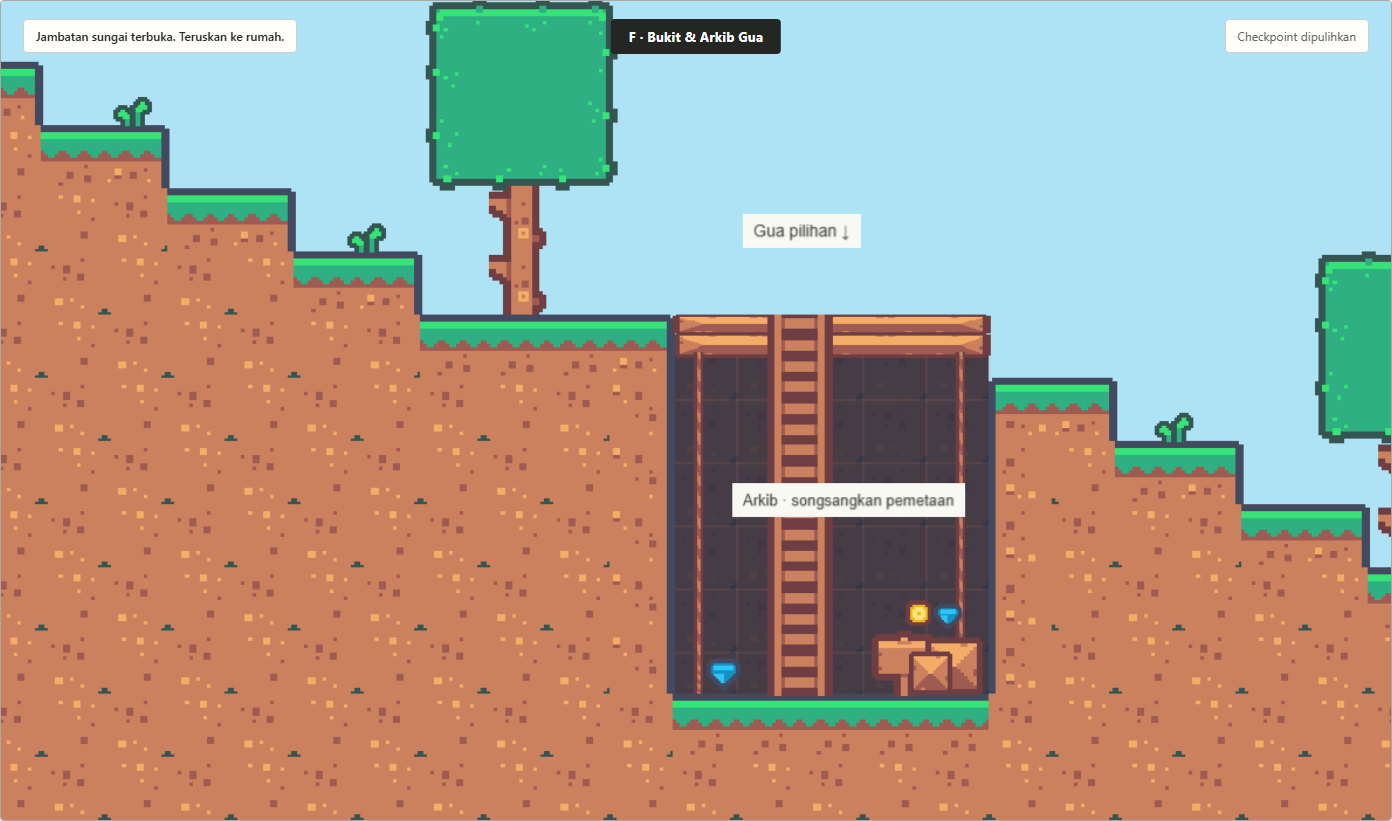 Jambatan sungai terbuka. Teruskan ke rumah.
F · Bukit & Arkib Gua
Checkpoint dipulihkan
Gua pilihan ↓
Arkib · songsangkan pemetaan